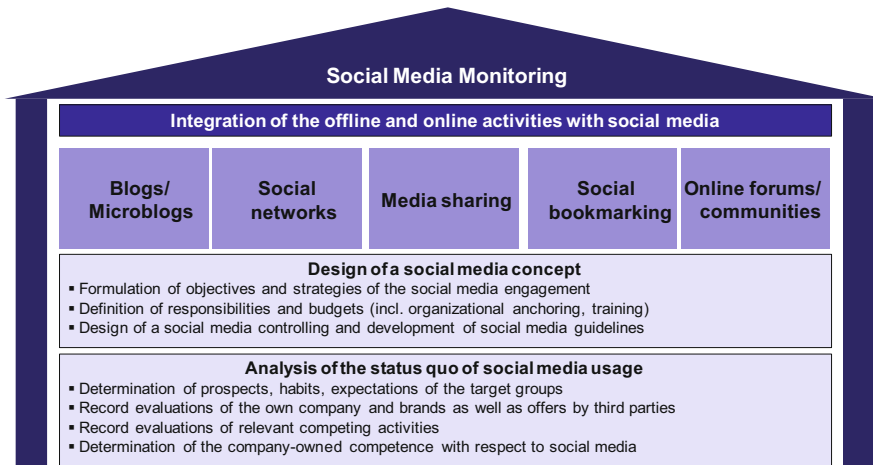 Social Media Monitoring
Integration of the offline and online activities with social media
Blogs/
Microblogs
Social
networks
Media sharing
Social
bookmarking
Online forums/
communities
Design of a social media concept
▪ Formulation of objectives and strategies of the social media engagement
▪ Definition of responsibilities and budgets (incl. organizational anchoring, training)
▪ Design of a social media controlling and development of social media guidelines
Analysis of the status quo of social media usage
▪ Determination of prospects, habits, expectations of the target groups
▪ Record evaluations of the own company and brands as well as offers by third parties
▪ Record evaluations of relevant competing activities
▪ Determination of the company-owned competence with respect to social media